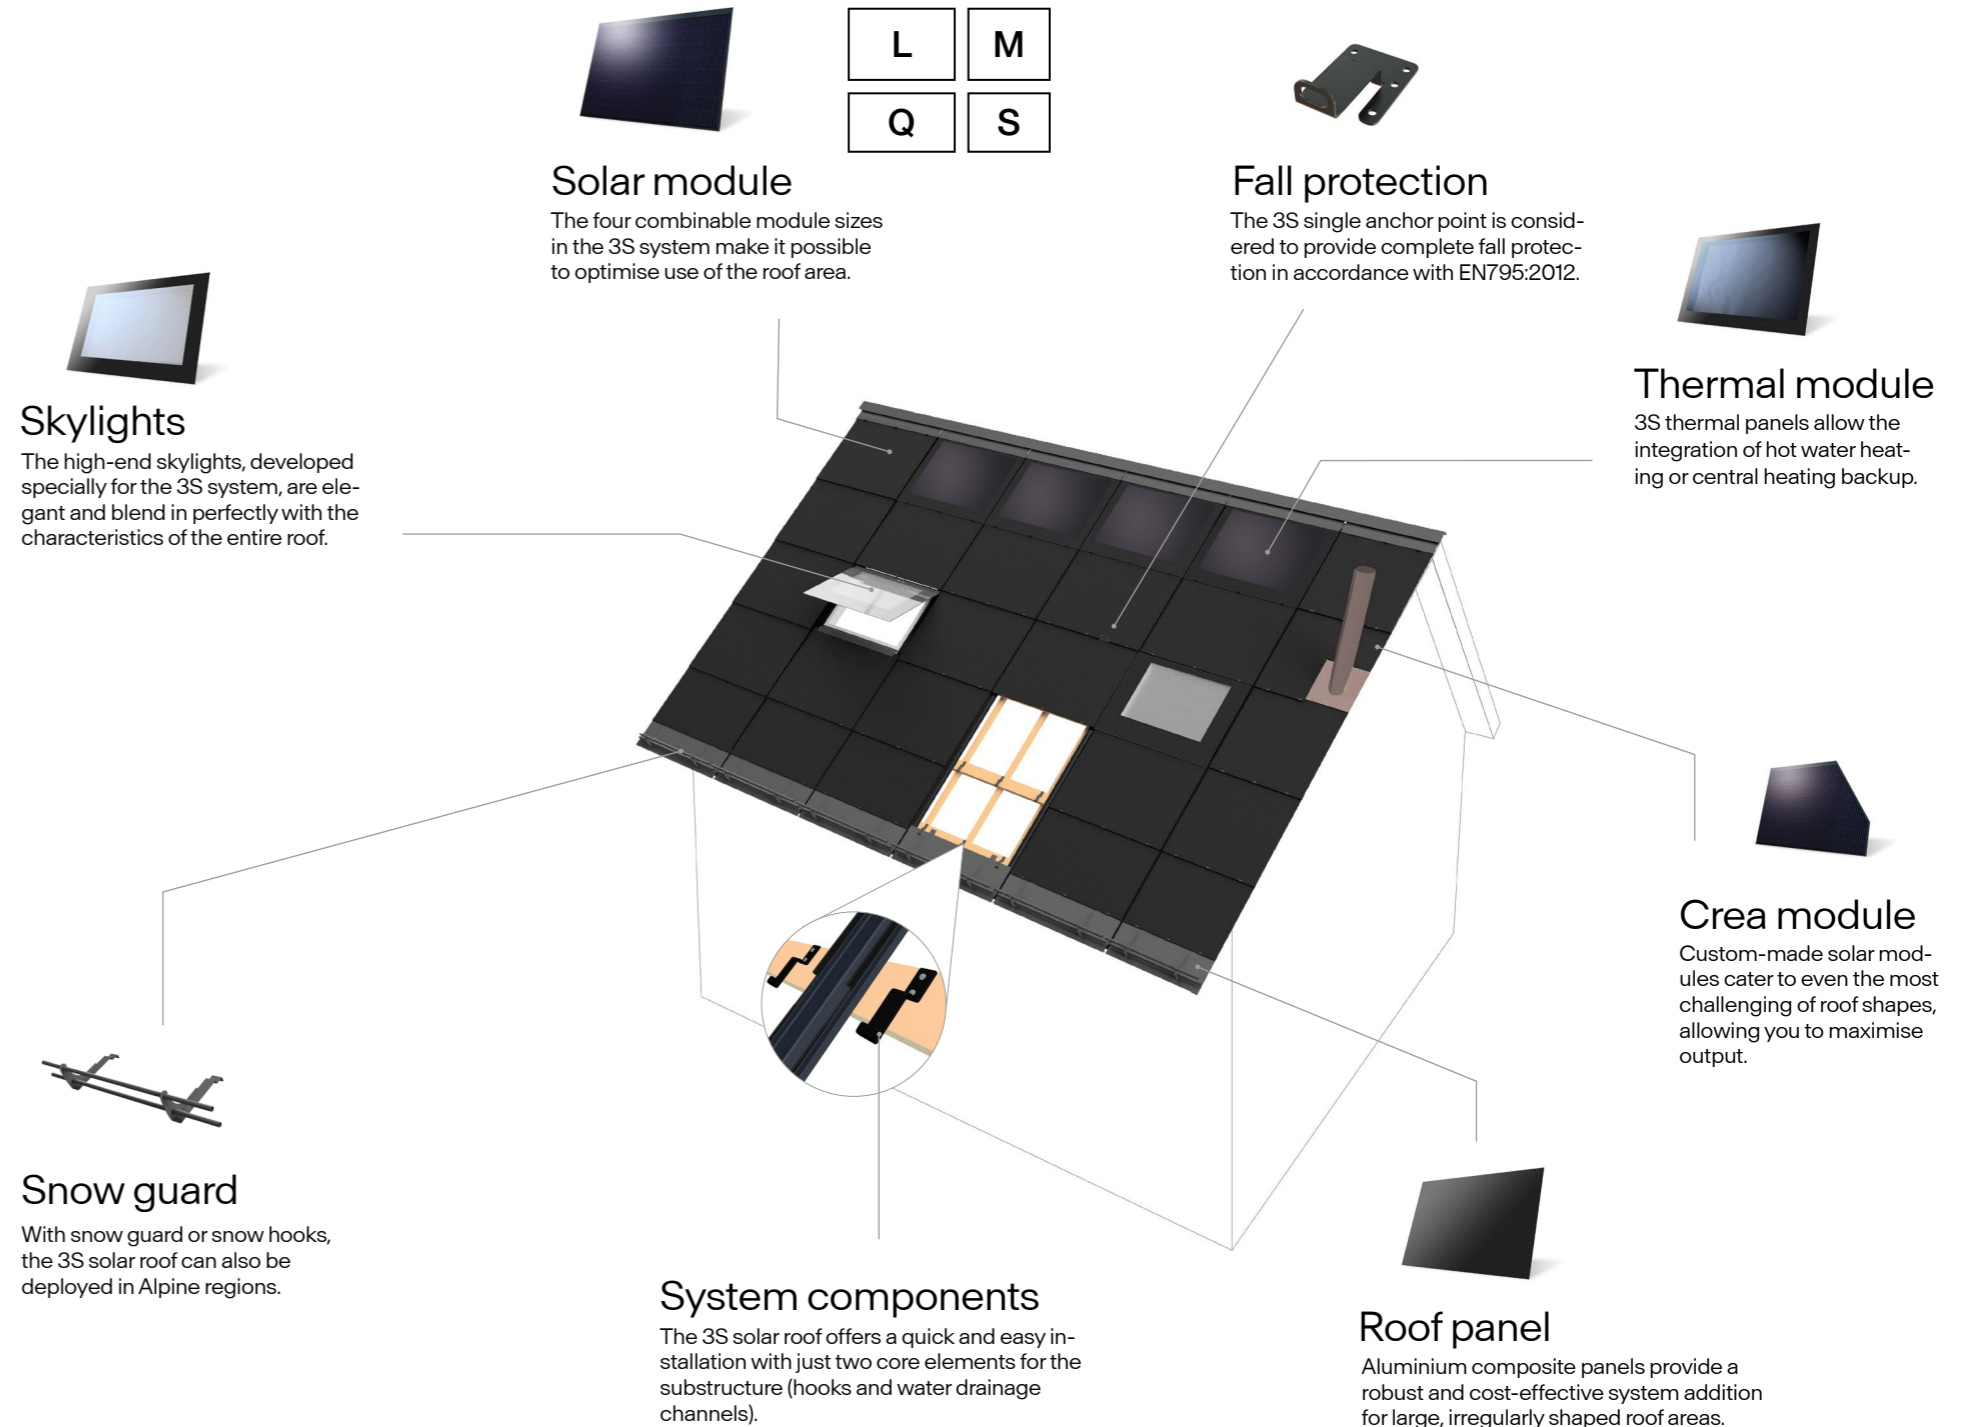 L
M
Q
S
Solar module
The four combinable module sizes
in the 3S system make it possible
to optimise use of the roof area.
Fall protection
The 3S single anchor point is consid-
ered to provide complete fall protec-
tion in accordance with EN795:2012.
Thermal module
3S thermal panels allow the
integration of hot water heat-
ing or central heating backup.
Skylights
The high-end skylights, developed
specially for the 3S system, are ele-
gant and blend in perfectly with the
characteristics of the entire roof.
Crea module
Custom-made solar mod-
ules cater to even the most
challenging of roof shapes,
allowing you to maximise
output.
Snow guard
With snow guard or snow hooks,
the 3S solar roof can also be
deployed in Alpine regions.
System components
The 3S solar roof offers a quick and easy in-
stallation with just two core elements for the
substructure (hooks and water drainage
channels).
Roof panel
Aluminium composite panels provide a
robust and cost-effective system addition
for large, irregularly shaped roof areas.